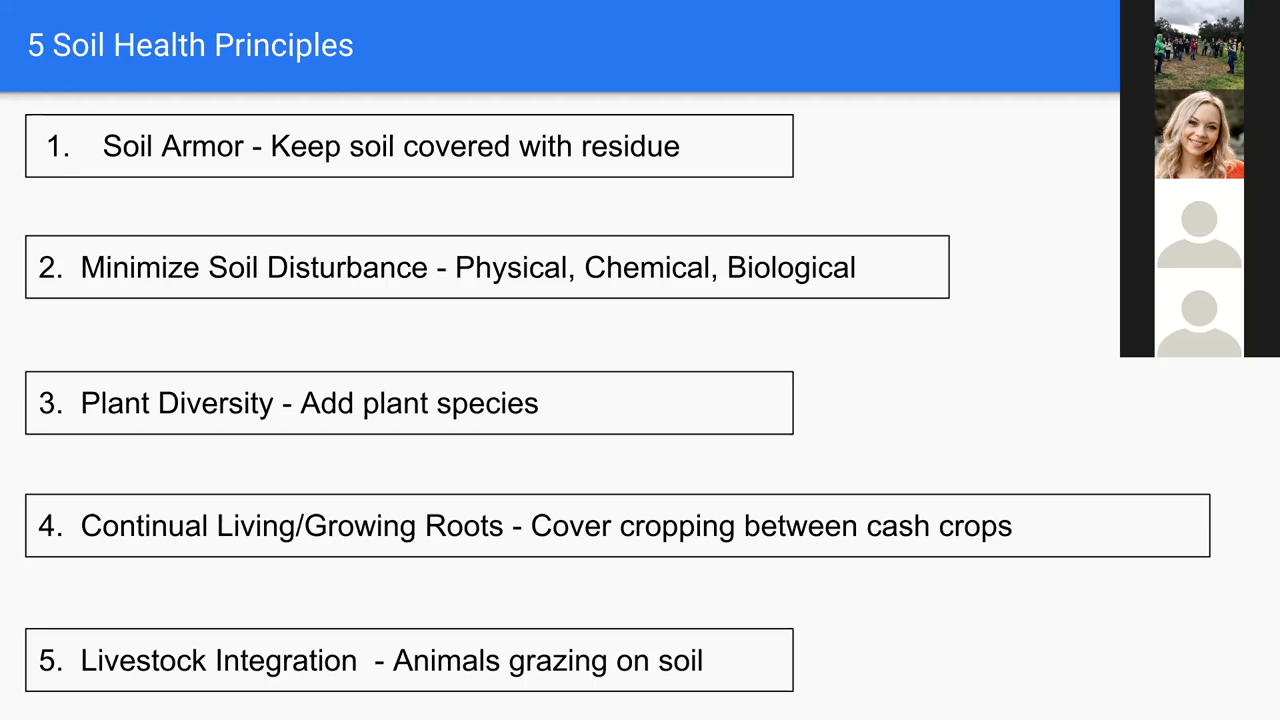 5 Soil Health Principles
1. Soil Armor - Keep soil covered with residue
2. Minimize Soil Disturbance - Physical, Chemical, Biological
3. Plant Diversity - Add plant species
4. Continual Living/Growing Roots - Cover cropping between cash crops
5. Livestock Integration - Animals grazing on soil